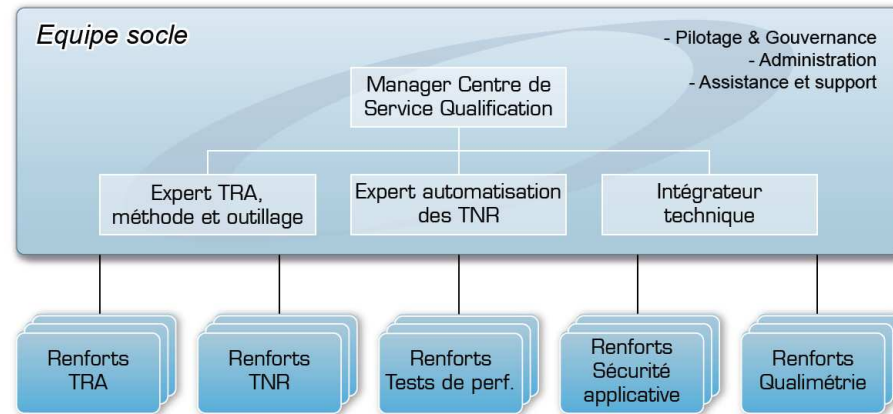 Equipe socle
- Pilotage & Gouvernance
- Administration
- Assistance et support
Manager Centre de
Service Qualification
Expert TRA,
méthode et outillage
Expert automatisation
des TNR
Intégrateur
technique
Renforts
TRA
Renforts
TNR
Renforts
Tests de perf.
Renforts
Sécurité
applicative
Renforts
Qualimétrie